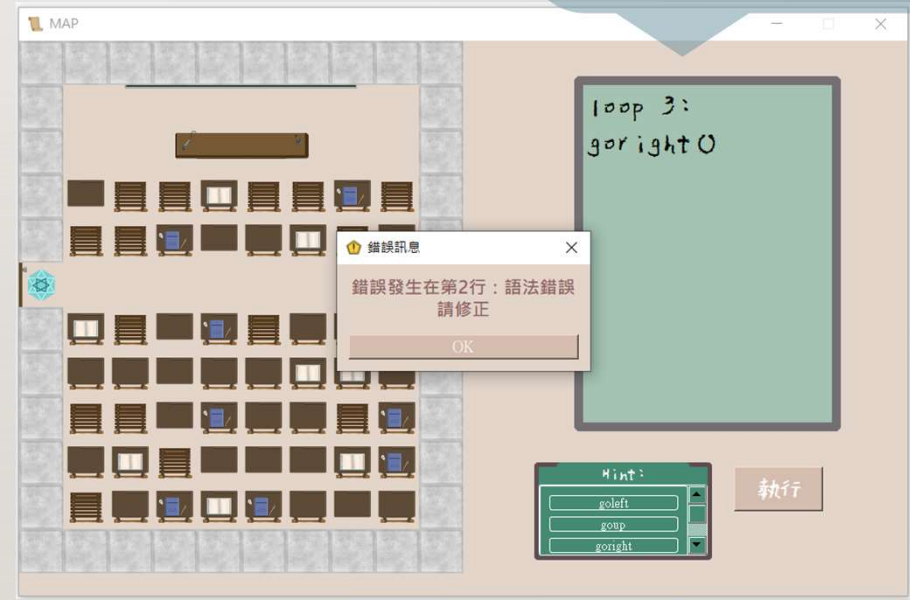 MAP
loop 3:
goright()
錯誤訊息
錯誤發生在第2行：語法錯誤
請修正
OK
Hint:
goleft
goup
goright
執行